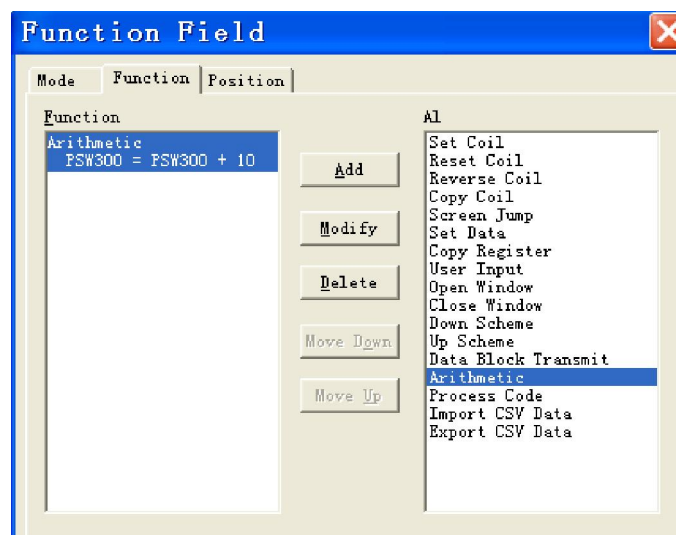 Function Field
Mode Function Position
Function
Arithmetic
PSW300 = PSW300 + 10
Add
Modify
Delete
Move Down
Move Up
Al
Set Coil
Reset Coil
Reverse Coil
Copy Coil
Screen Jump
Set Data
Copy Register
User Input
Open Window
Close Window
Down Scheme
Up Scheme
Data Block Transmit
Arithmetic
Process Code
Import CSV Data
Export CSV Data